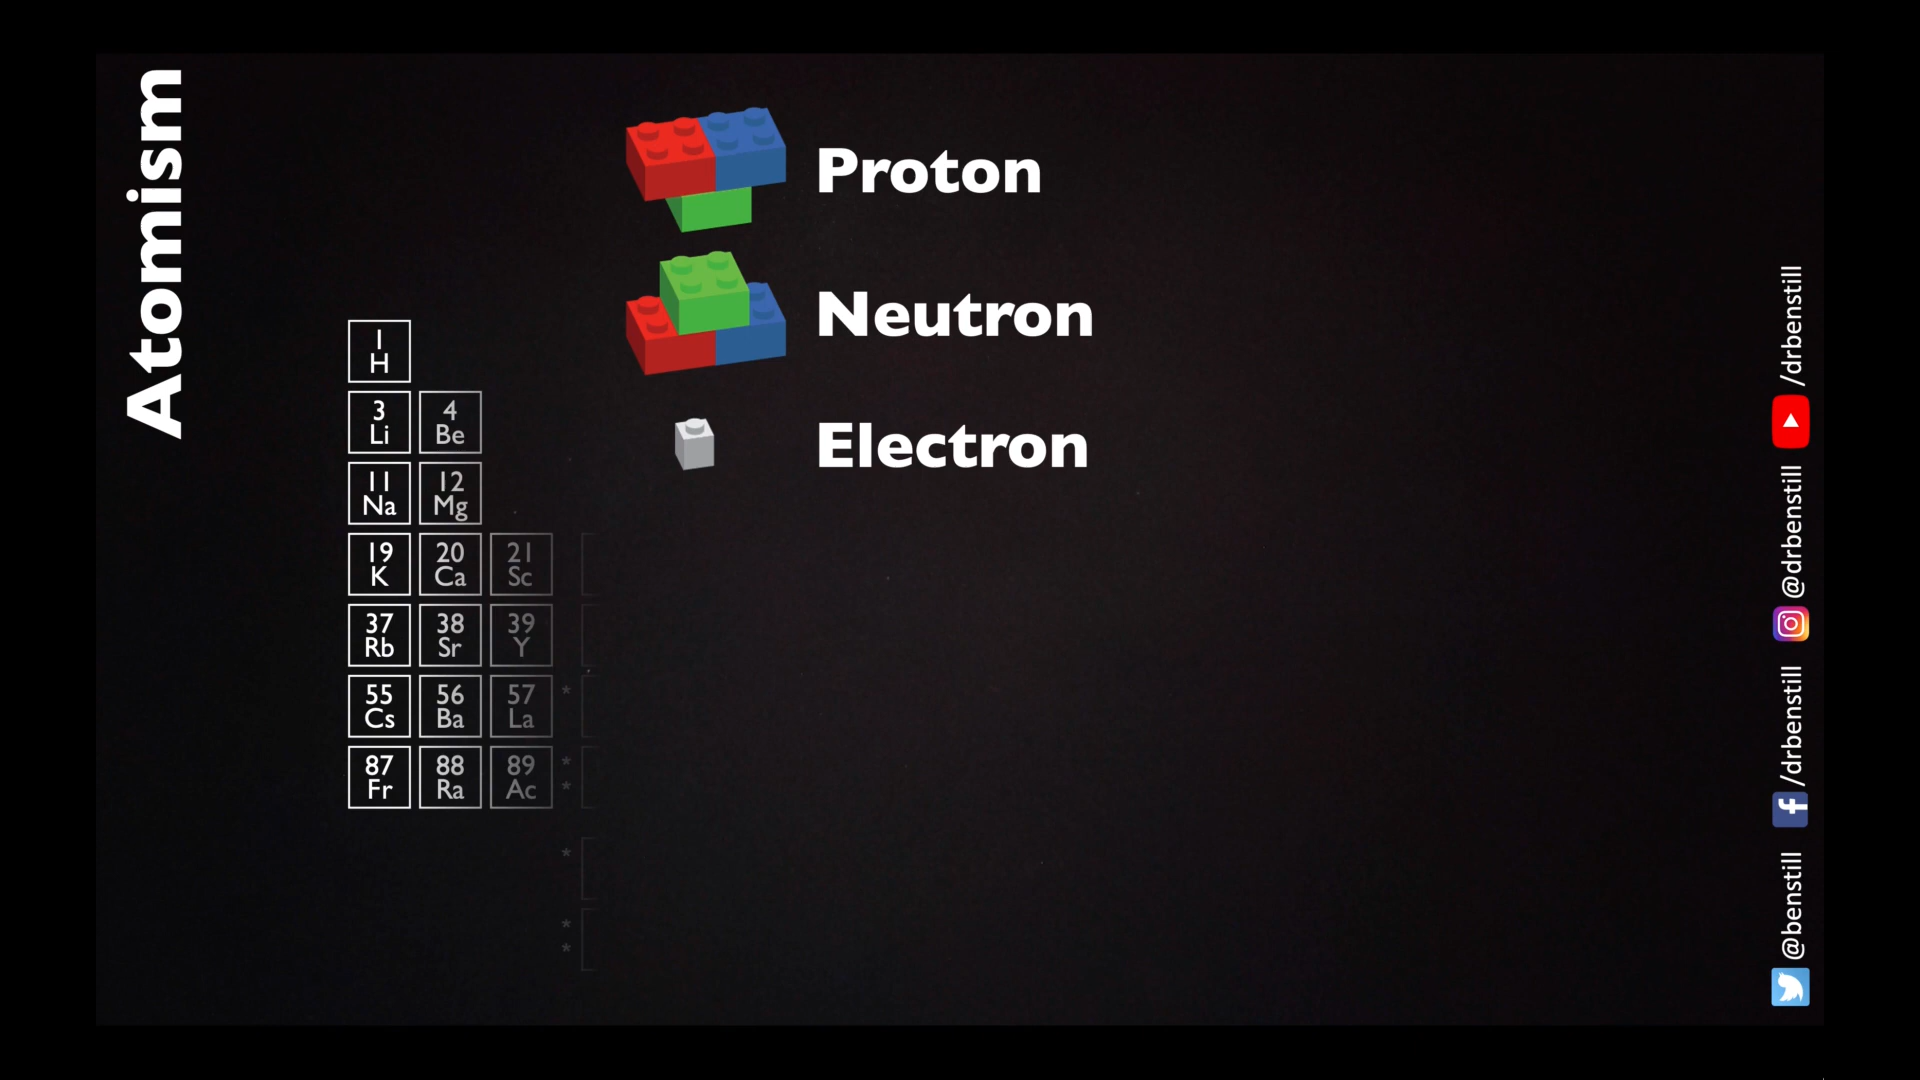 Atomism
Proton
Neutron
Electron
1
H
3
Li
4
Be
11
Na
12
Mg
19
K
20
Ca
21
Sc
37
Rb
38
Sr
39
Y
55
Cs
56
Ba
57
La
*
87
Fr
88
Ra
89
Ac
*
*
*
*
*
/drbenstill
@drbenstill
/drbenstill
@benstill